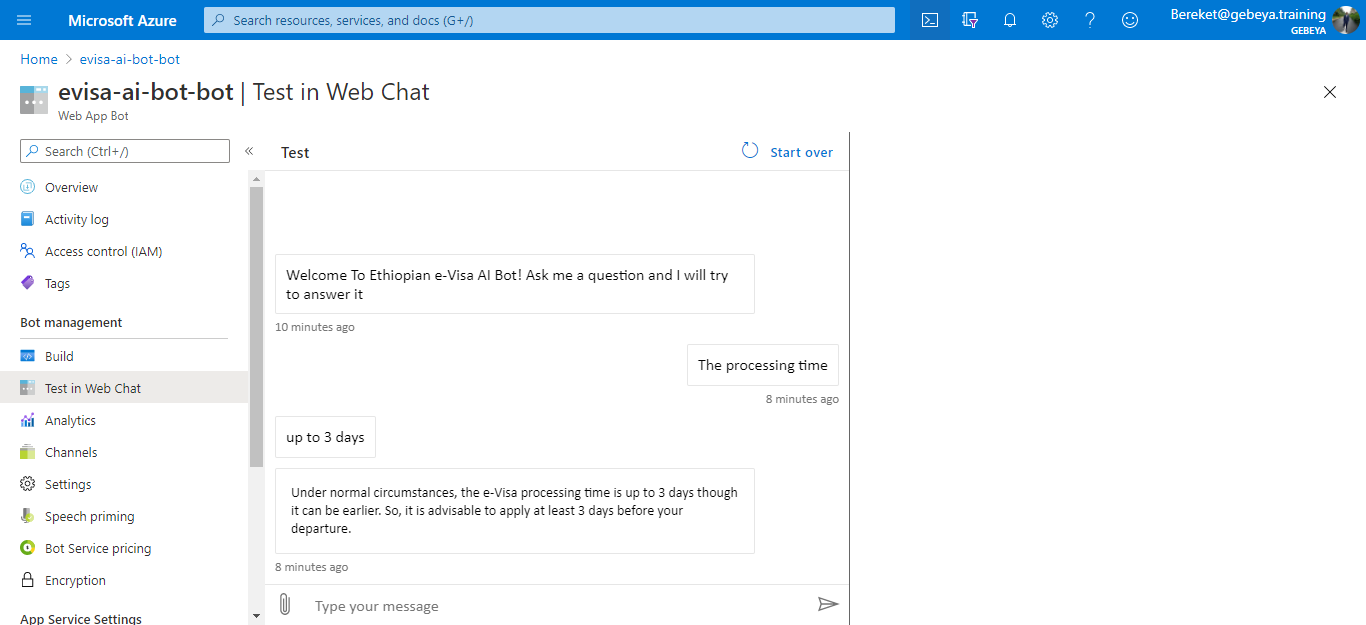 Microsoft Azure
Search resources, services, and docs (G+/)
Bereket@gebeya.training
GEBEYA
Home > evisa-ai-bot-bot
evisa-ai-bot-bot | Test in Web Chat
Web App Bot
Search (Ctrl+/)
«
Overview
Activity log
Access control (IAM)
Tags
Bot management
Build
Test in Web Chat
Analytics
Channels
Settings
Speech priming
Bot Service pricing
Encryption
App Service Settings
Test
Start over
Welcome To Ethiopian e-Visa AI Bot! Ask me a question and I will try
to answer it
10 minutes ago
The processing time
8 minutes ago
up to 3 days
Under normal circumstances, the e-Visa processing time is up to 3 days though
it can be earlier. So, it is advisable to apply at least 3 days before your
departure.
8 minutes ago
Type your message